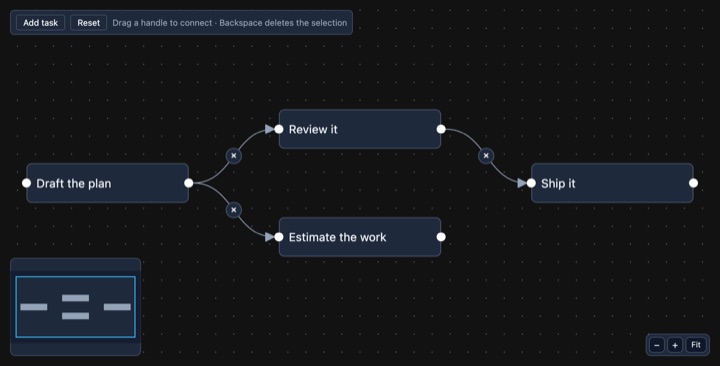 Add task
Reset
Drag a handle to connect · Backspace deletes the selection
Review it
×
×
Draft the plan
Ship it
×
Estimate the work
−
+
Fit